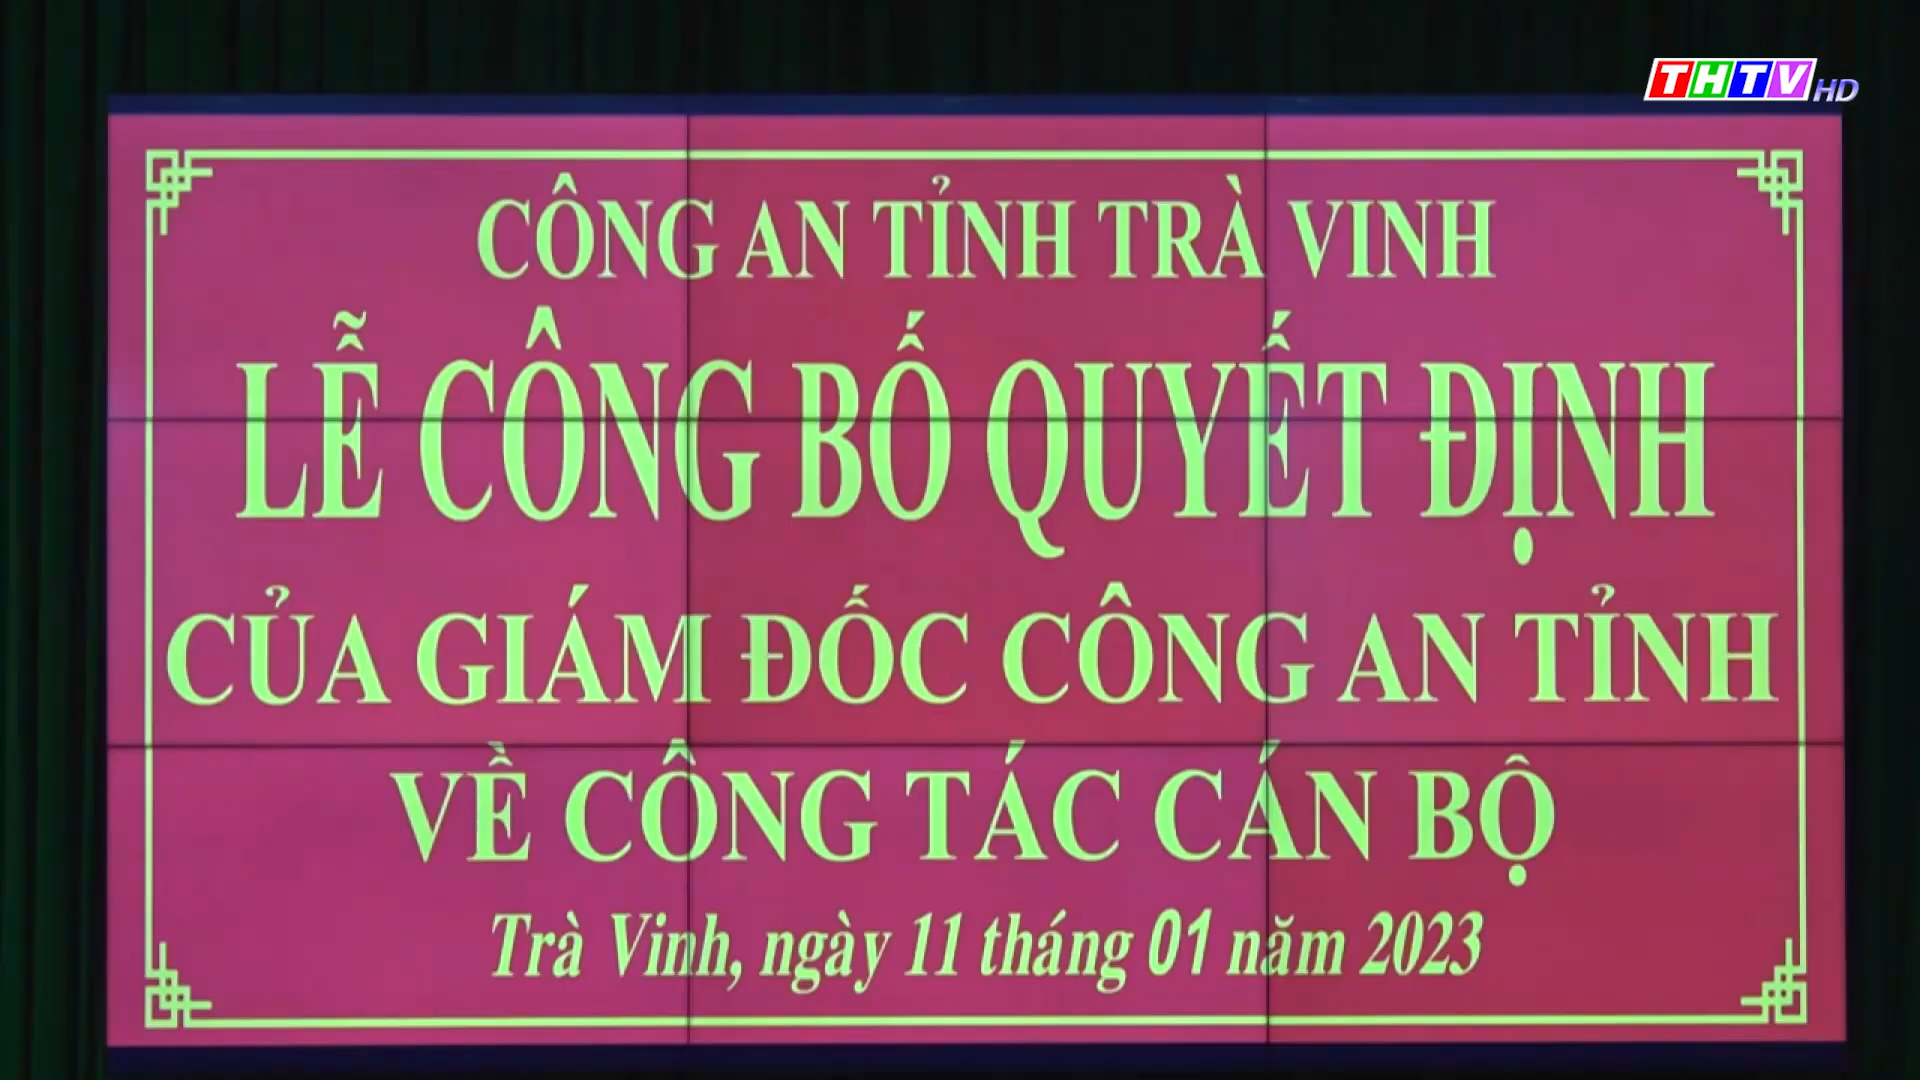 THTV HD
CÔNG AN TỈNH TRÀ VINH
LỄ CÔNG BỐ QUYẾT ĐỊNH
CỦA GIÁM ĐỐC CÔNG AN TỈNH
VỀ CÔNG TÁC CÁN BỘ
Trà Vinh, ngày 11 tháng 01 năm 2023